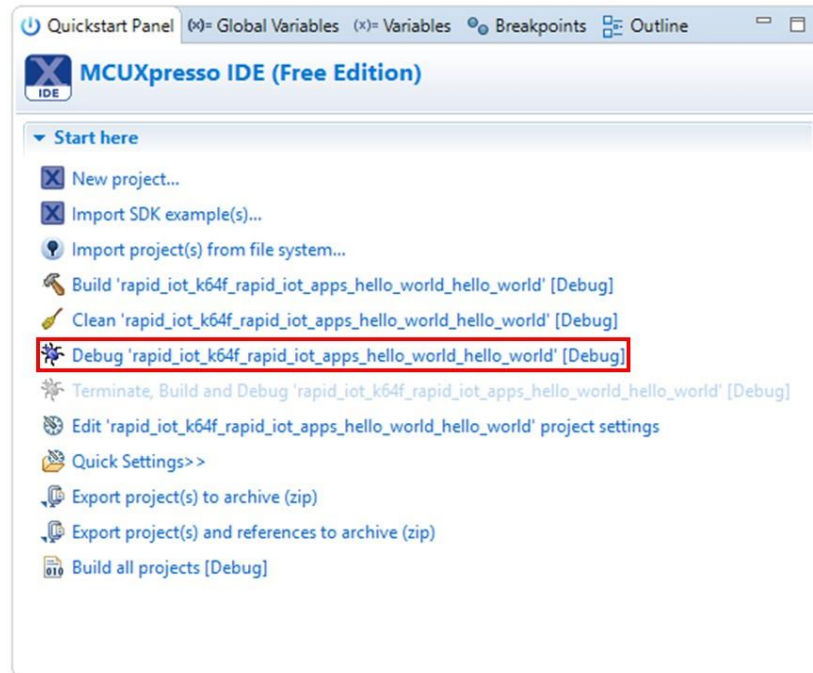 Quickstart Panel (x)= Global Variables (x)= Variables Breakpoints Outline
IDE
MCUXpresso IDE (Free Edition)
Start here
New project...
Import SDK example(s)...
Import project(s) from file system...
Build 'rapid_iot_k64f_rapid_iot_apps_hello_world_hello_world' [Debug]
Clean 'rapid_iot_k64f_rapid_iot_apps_hello_world_hello_world' [Debug]
Debug 'rapid_iot_k64f_rapid_iot_apps_hello_world_hello_world' [Debug]
Terminate, Build and Debug 'rapid_iot_k64f_rapid_iot_apps_hello_world_hello_world' [Debug]
Edit 'rapid_iot_k64f_rapid_iot_apps_hello_world_hello_world' project settings
Quick Settings>>
Export project(s) to archive (zip)
Export project(s) and references to archive (zip)
010 Build all projects [Debug]